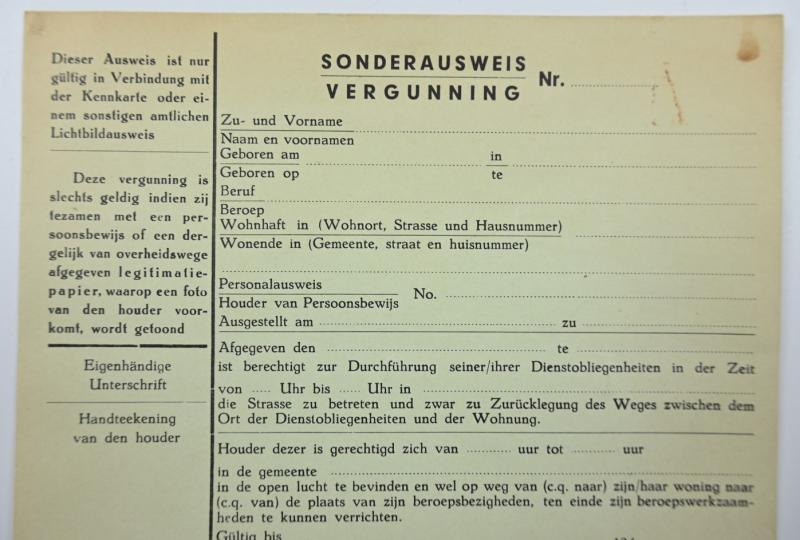 Dieser Ausweis ist nur
gültig in Verbindung mit
der Kennkarte oder ei-
nem sonstigen amtlichen
Lichtbildausweis
Deze vergunning is
slechts geldig indien zij
tezamen met een per-
soonsbewijs of een der-
gelijk van overheidswege
afgegeven legitimatie-
papier, waarop een foto
van den houder voor-
komt, wordt getoond
Eigenhändige
Unterschrift
Handteekening
van den houder
SONDERAUSWEIS
VERGUNNING
Nr.
Zu- und Vorname
Naam en voornamen
Geboren am in
Geboren op te
Beruf
Beroep
Wohnhaft in (Wohnort, Strasse und Hausnummer)
Wonende in (Gemeente, straat en huisnummer)
Personalausweis
Houder van Persoonsbewijs
No.
Ausgestellt am zu
Afgegeven den te
ist berechtigt zur Durchführung seiner/ihrer Dienstobliegenheiten in der Zeit
von Uhr bis Uhr in
die Strasse zu betreten und zwar zu Zurücklegung des Weges zwischen dem
Ort der Dienstobliegenheiten und der Wohnung.
Houder dezer is gerechtigd zich van uur tot uur
in de gemeente
in de open lucht te bevinden en wel op weg van (c.q. naar) zijn/haar woning naar
(c.q. van) de plaats van zijn beroepsbezigheden, ten einde zijn beroepswerkzaam-
heden te kunnen verrichten.
Gültig bis